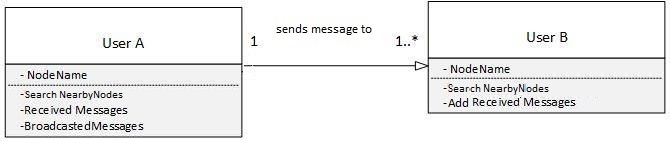 User A
- NodeName
-Search NearbyNodes
-Received Messages
-BroadcastedMessages
sends message to
1
1..*
User B
- NodeName
-Search NearbyNodes
-Add Received Messages